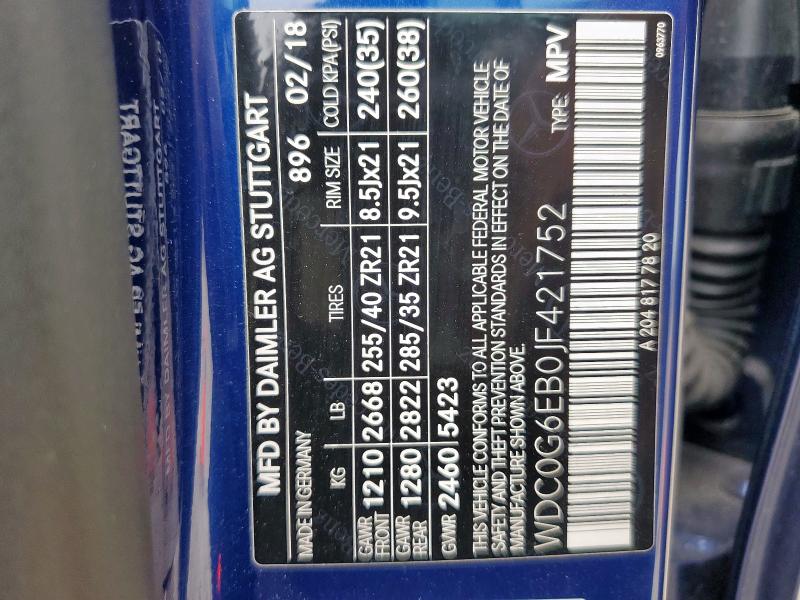 MFD BY DAIMLER AG STUTTGART
MADE IN GERMANY 896 02/18
KG LB TIRES RIM SIZE COLD KPA(PSI)
GAWR FRONT 1210 2668 255/40 ZR21 8.5Jx21 240(35)
GAWR REAR 1280 2822 285/35 ZR21 9.5Jx21 260(38)
GVWR 2460 5423
THIS VEHICLE CONFORMS TO ALL APPLICABLE FEDERAL MOTOR VEHICLE
SAFETY AND THEFT PREVENTION STANDARDS IN EFFECT ON THE DATE OF
MANUFACTURE SHOWN ABOVE.
WDC0G6EB0JF421752 TYPE: MPV
A 204 817 78 20
0963770